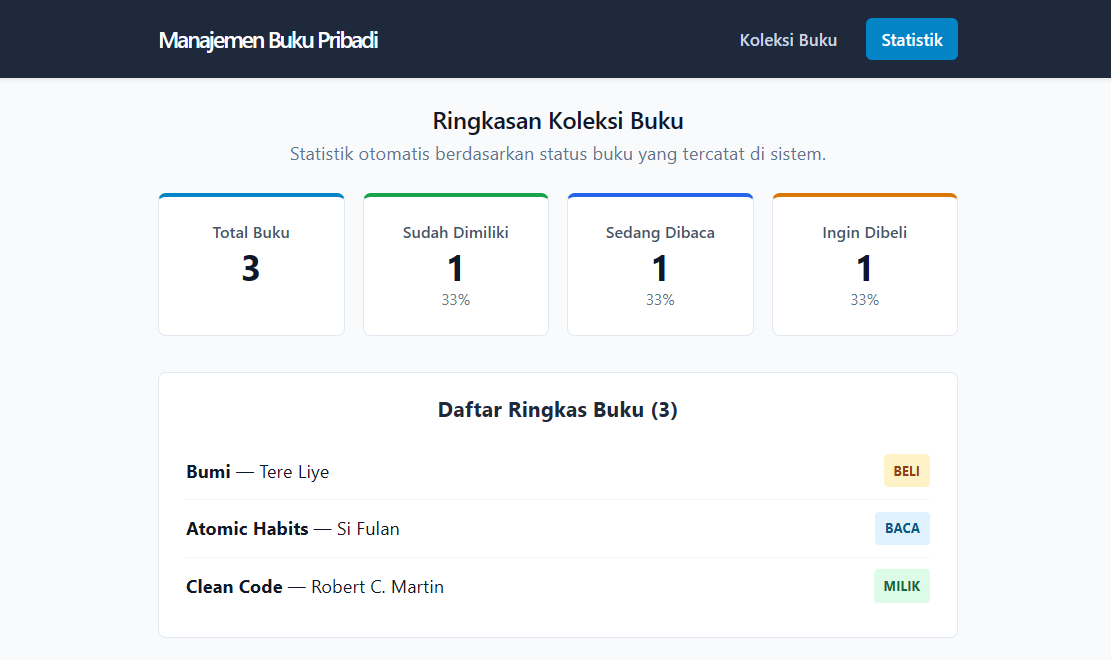 Manajemen Buku Pribadi
Koleksi Buku
Statistik
Ringkasan Koleksi Buku
Statistik otomatis berdasarkan status buku yang tercatat di sistem.
Total Buku
3
Sudah Dimiliki
1
33%
Sedang Dibaca
1
33%
Ingin Dibeli
1
33%
Daftar Ringkas Buku (3)
Bumi — Tere Liye
BELI
Atomic Habits — Si Fulan
BACA
Clean Code — Robert C. Martin
MILIK